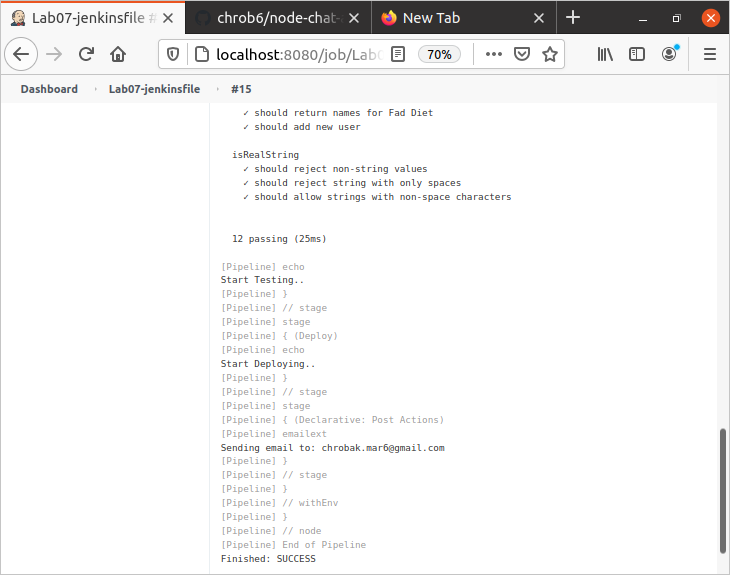 Lab07-jenkinsfile #
chrob6/node-chat-
New Tab
localhost:8080/job/Lab0
70%
Dashboard
Lab07-jenkinsfile
#15
✓ should return names for Fad Diet
✓ should add new user
isRealString
✓ should reject non-string values
✓ should reject string with only spaces
✓ should allow strings with non-space characters
12 passing (25ms)
[Pipeline] echo
Start Testing..
[Pipeline] }
[Pipeline] // stage
[Pipeline] stage
[Pipeline] { (Deploy)
[Pipeline] echo
Start Deploying..
[Pipeline] }
[Pipeline] // stage
[Pipeline] stage
[Pipeline] { (Declarative: Post Actions)
[Pipeline] emailext
Sending email to: chrobak.mar6@gmail.com
[Pipeline] }
[Pipeline] // stage
[Pipeline] }
[Pipeline] // withEnv
[Pipeline] }
[Pipeline] // node
[Pipeline] End of Pipeline
Finished: SUCCESS